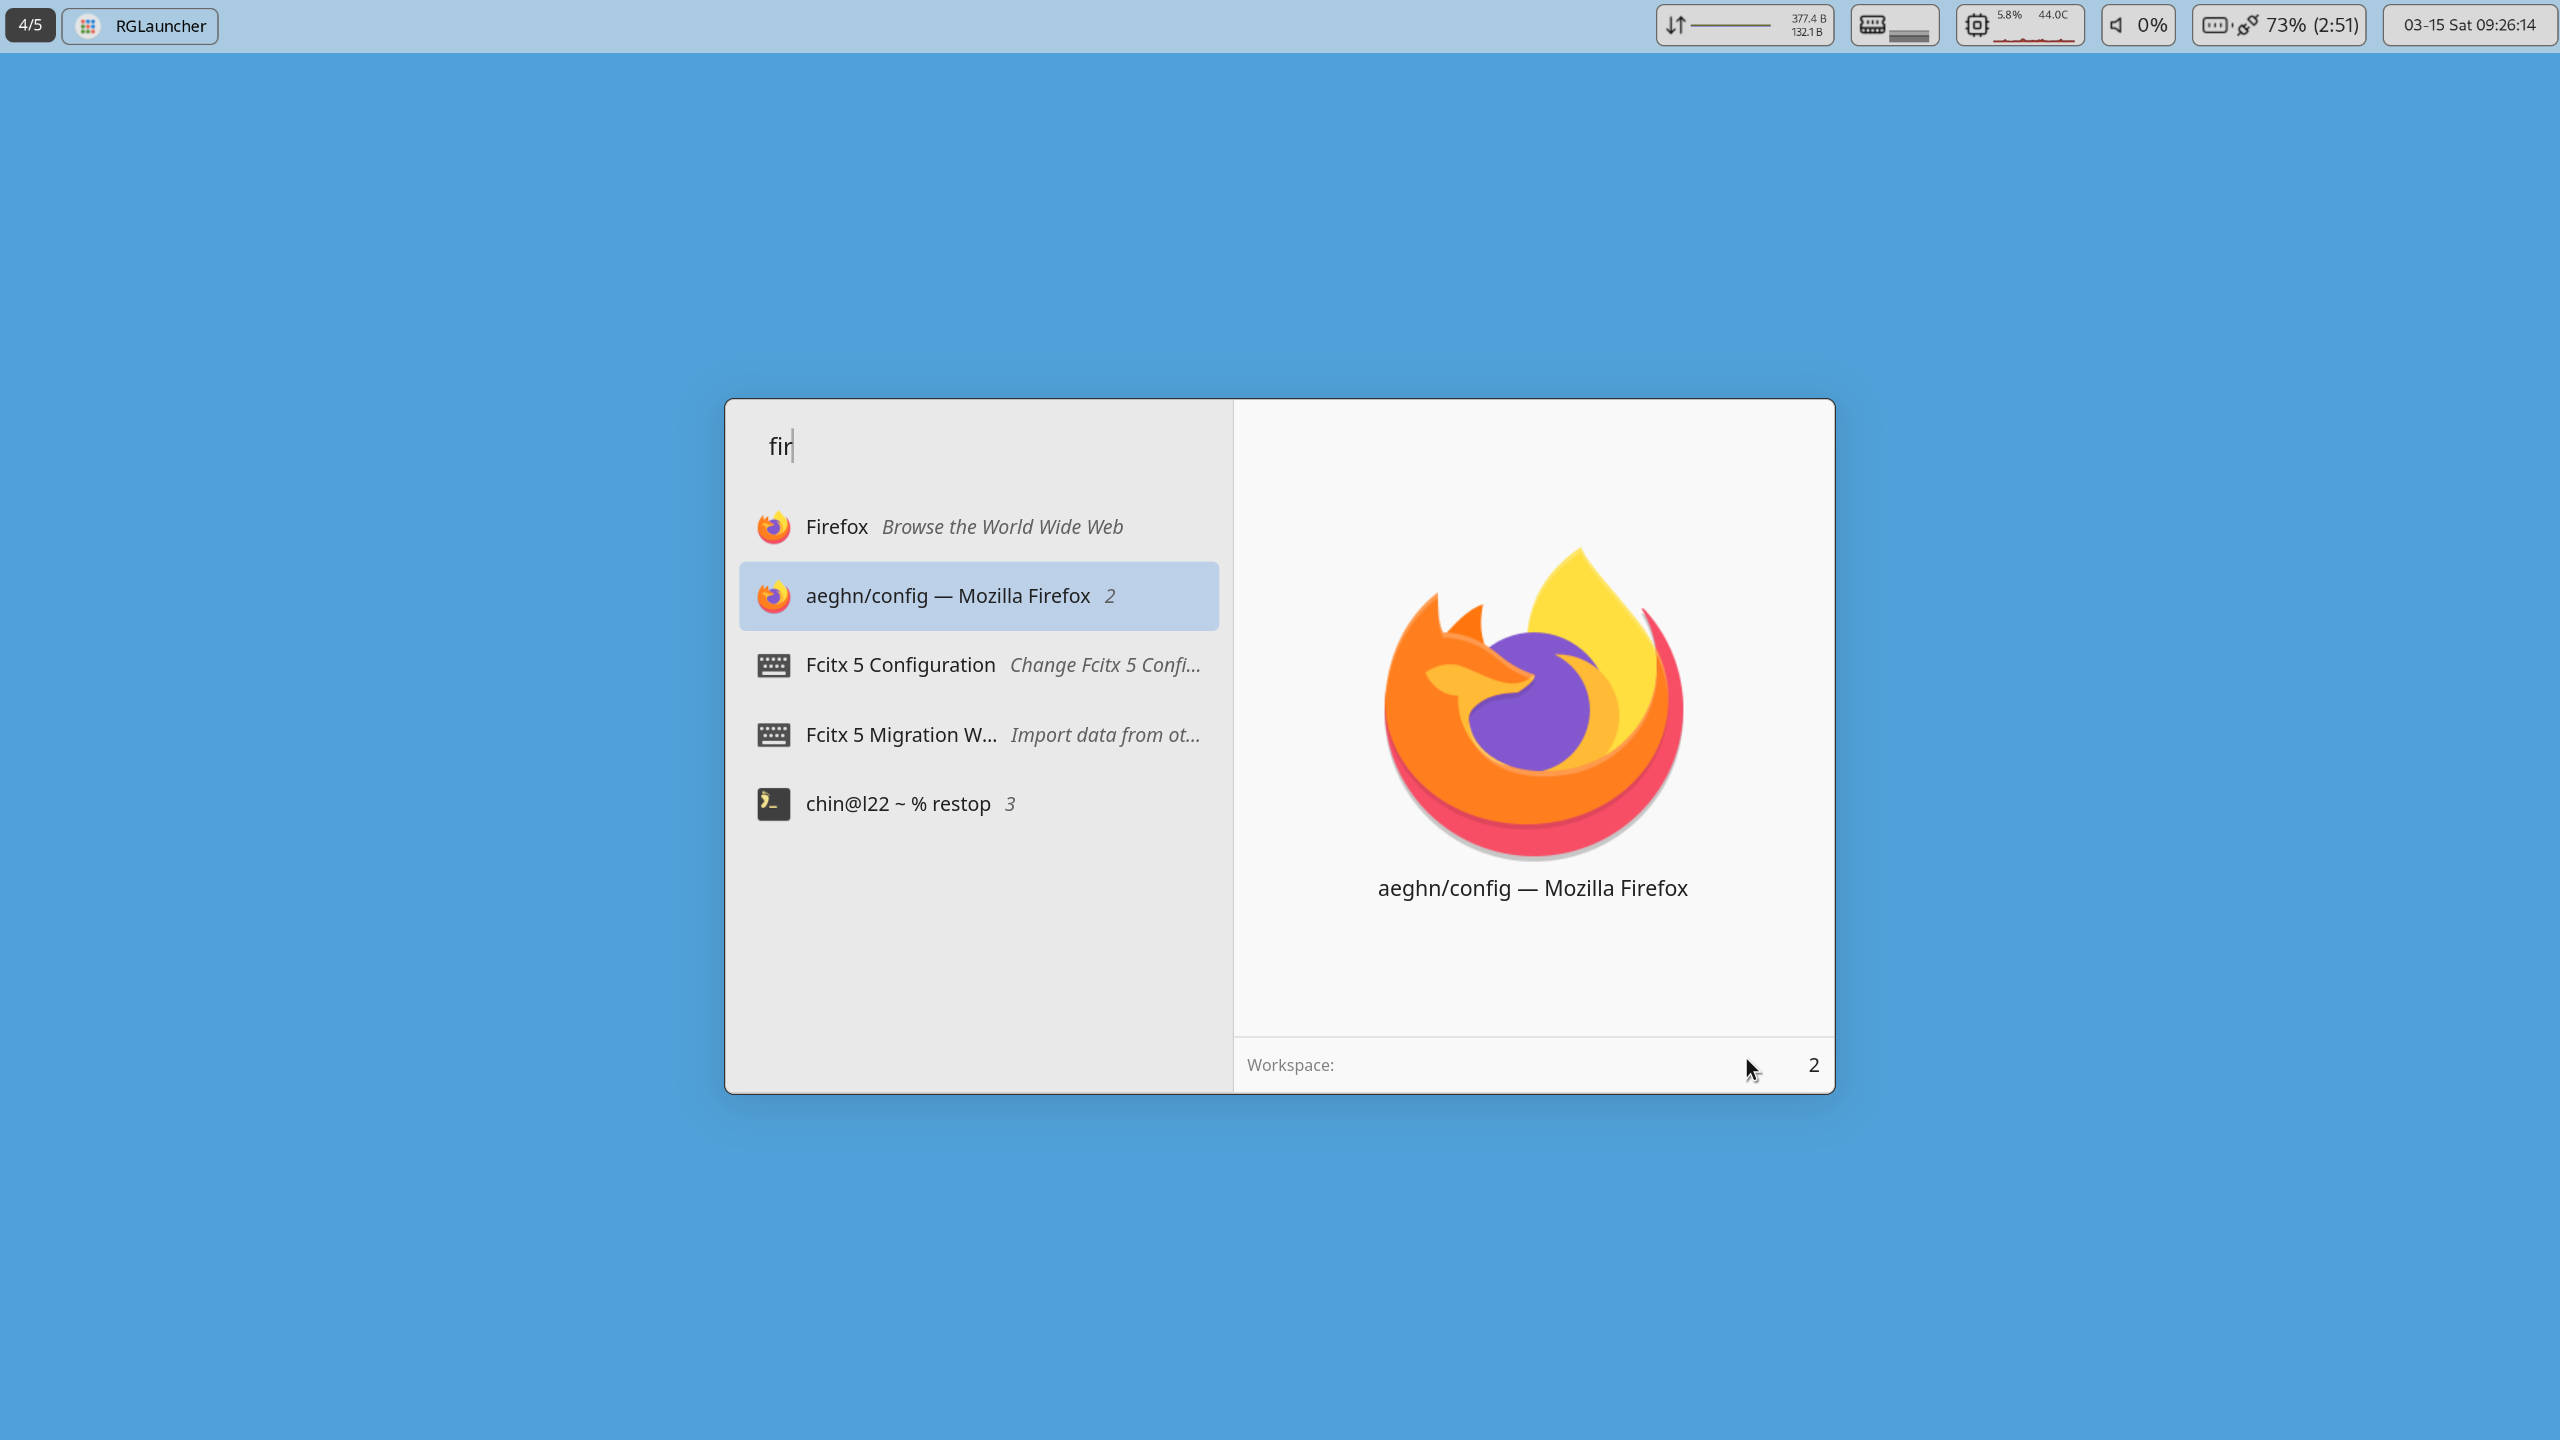 4/5 RGLauncher 377.4 B 5.8% 44.0C 0% 73% (2:51) 03-15 Sat 09:26:14
132.1 B
fir
Firefox Browse the World Wide Web
aeghn/config — Mozilla Firefox 2
Fcitx 5 Configuration Change Fcitx 5 Confi...
Fcitx 5 Migration W... Import data from ot...
chin@l22 ~ % restop 3
aeghn/config — Mozilla Firefox
Workspace: 2